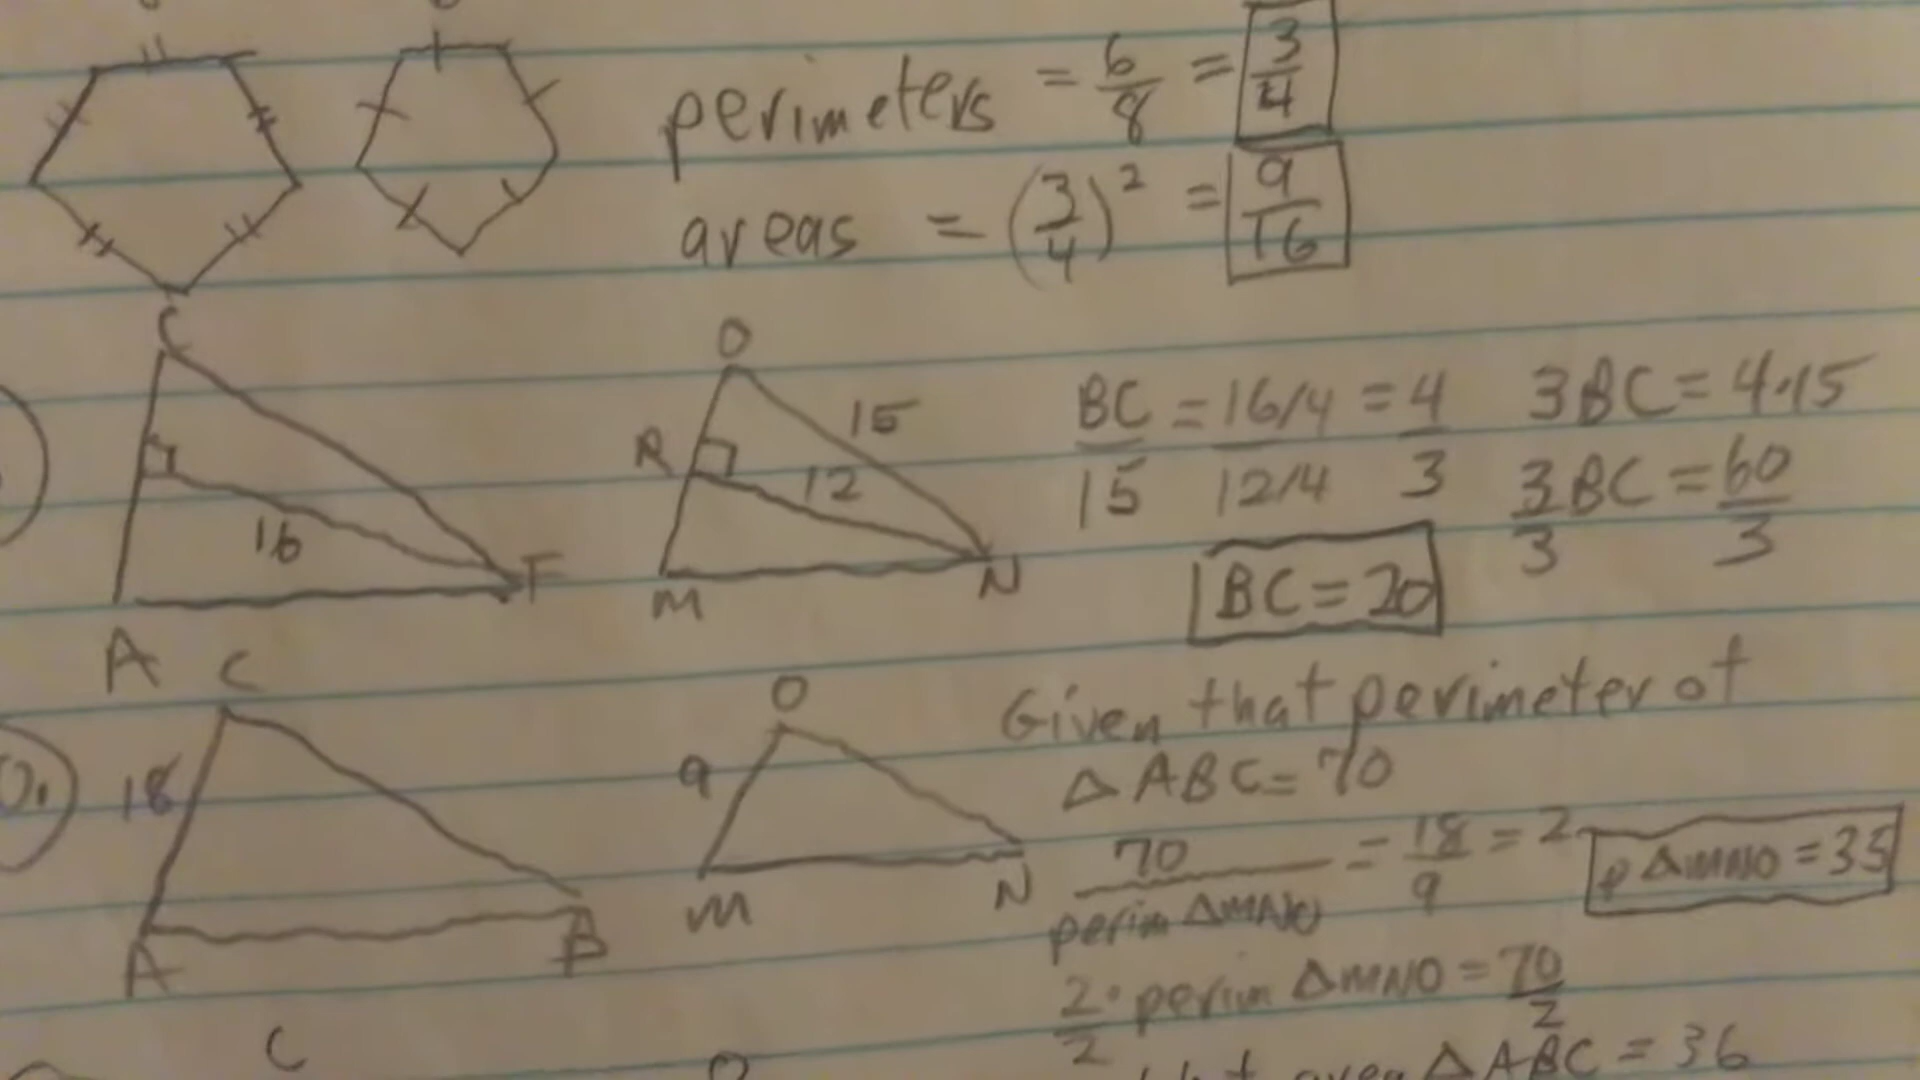 perimeters = 6/8 = 3/4
areas = (3/4)² = 9/16
C
O
R
15
12
16
A
F
M
N
BC/15 = 16/4 / 12/4 = 4/3
3BC = 4·15
3BC/3 = 60/3
BC = 20
C
18
A
B
O
9
M
N
Given that perimeter of
△ABC = 70
70/perim △MNO = 18/9 = 2
p△MNO = 35
2/2 · perim △MNO = 70/2
C
area △ABC = 36